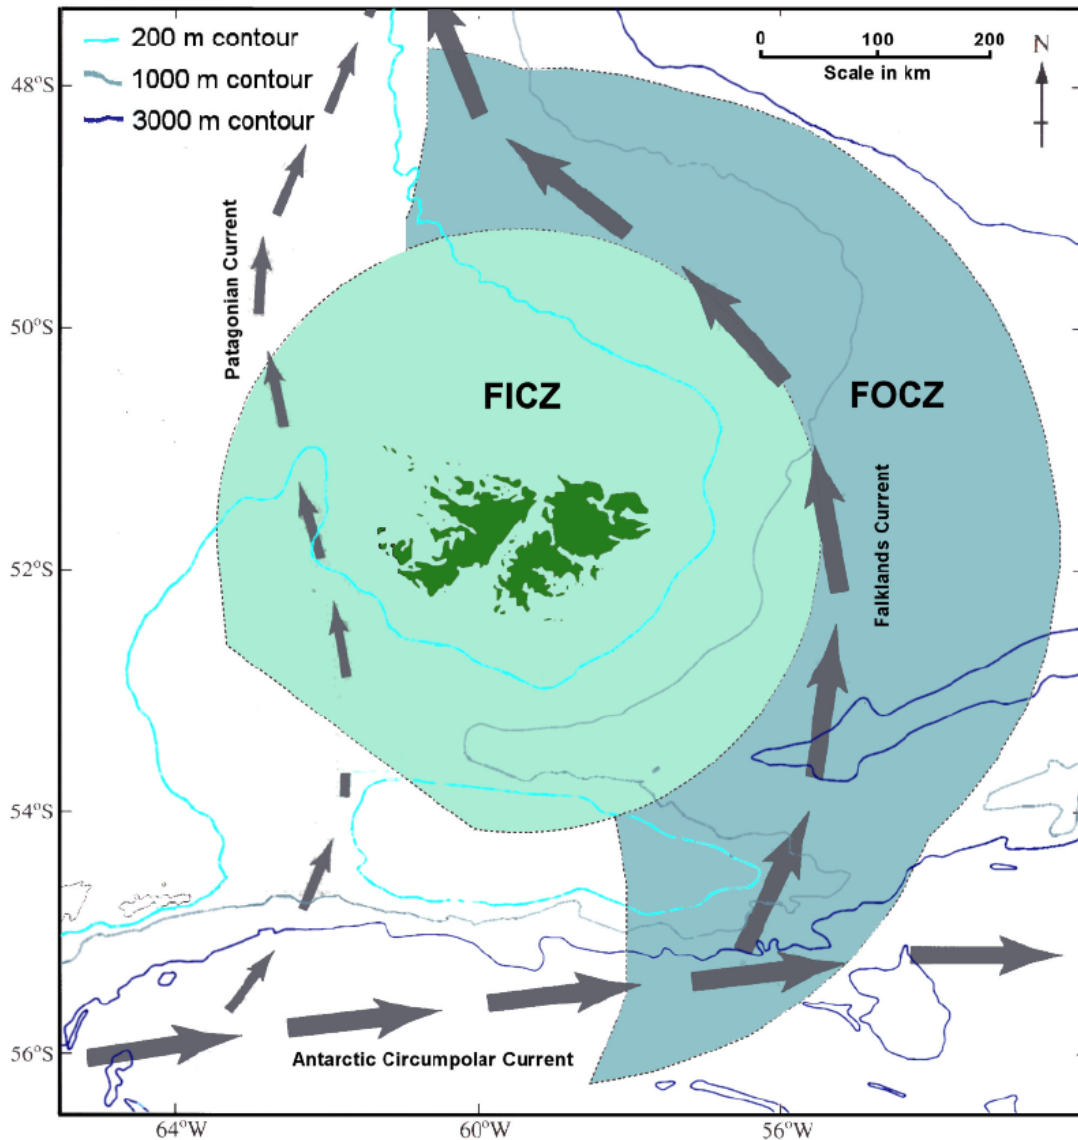 200 m contour
1000 m contour
3000 m contour
0 100 200
Scale in km
N
48°S
50°S
52°S
54°S
56°S
Patagonian Current
FICZ
FOCZ
Falklands Current
Antarctic Circumpolar Current
64°W
60°W
56°W